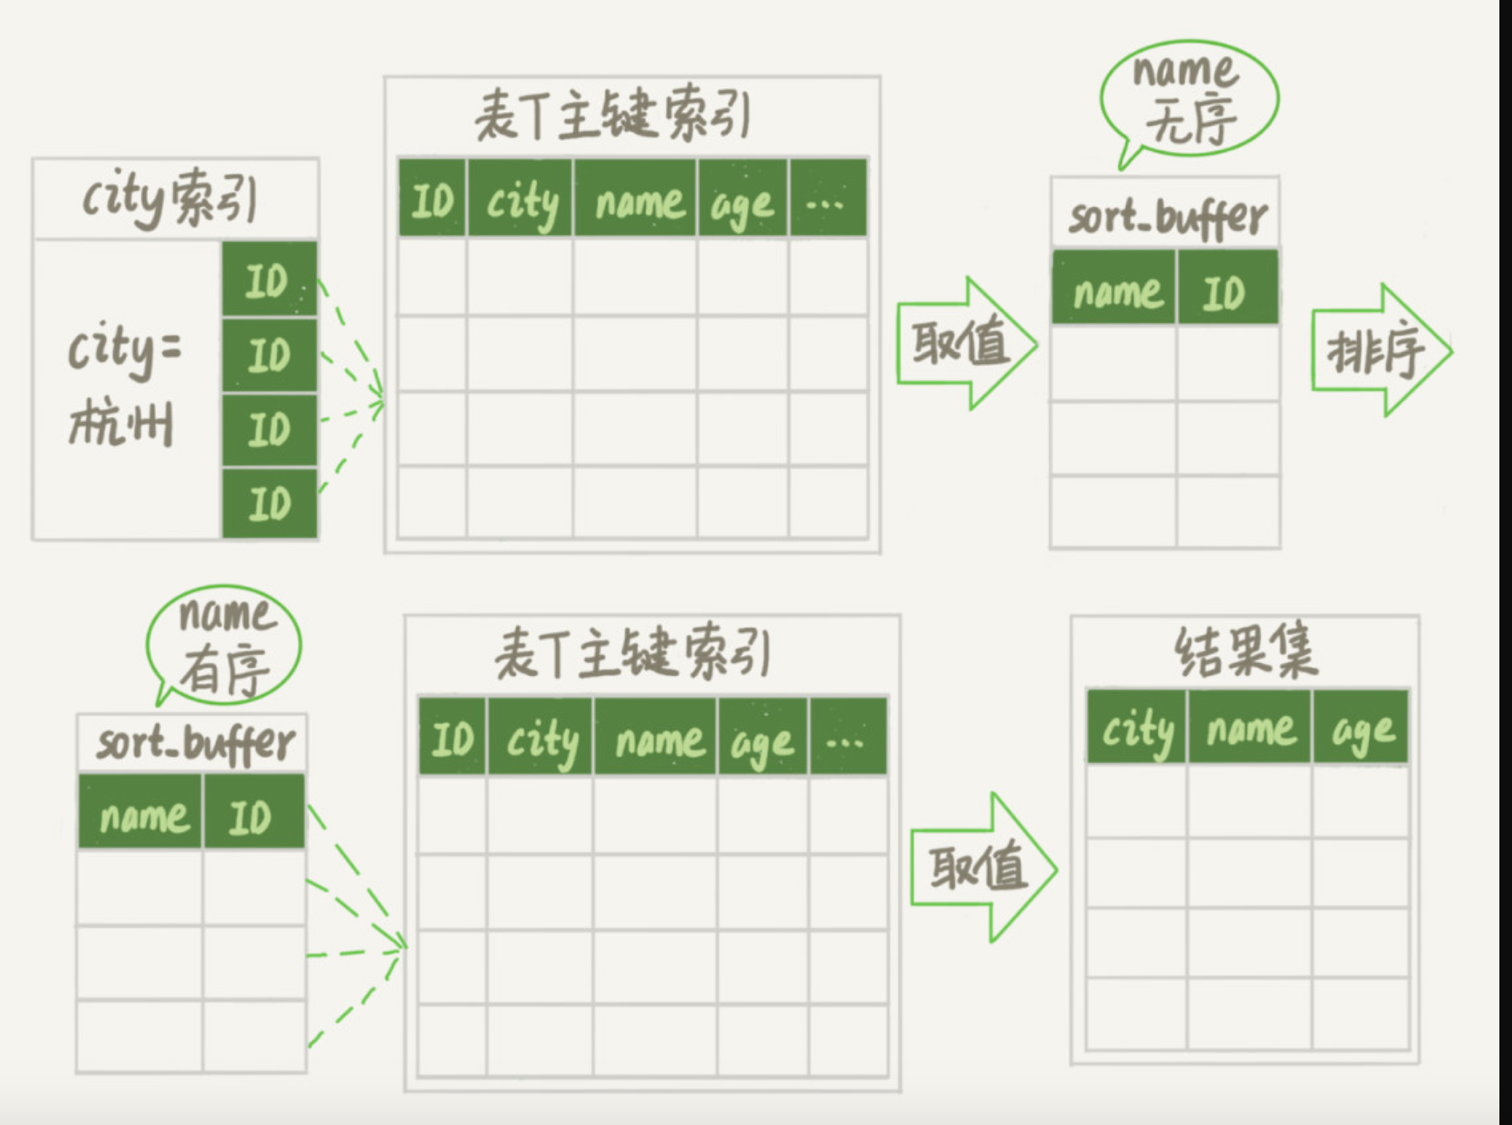 city索引
city=
杭州
ID
ID
ID
ID
表T主键索引
ID city name age ...
取值
name
无序
sort_buffer
name ID
排序
name
有序
sort_buffer
name ID
表T主键索引
ID city name age ...
取值
结果集
city name age